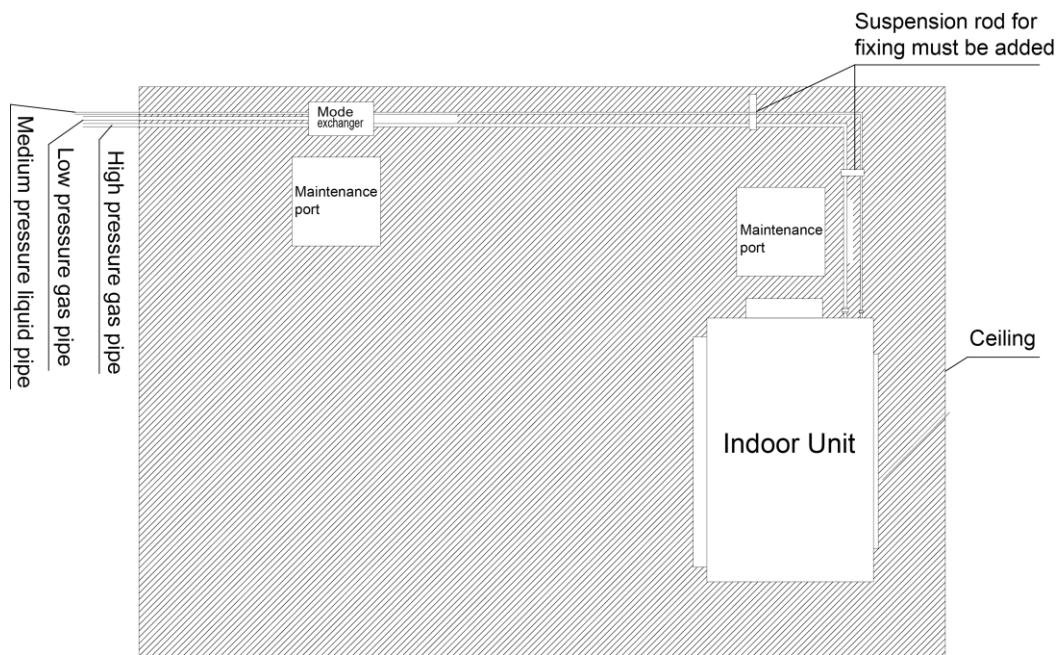 Suspension rod for
fixing must be added
Mode
exchanger
Maintenance
port
Maintenance
port
Medium pressure liquid pipe
Low pressure gas pipe
High pressure gas pipe
Ceiling
Indoor Unit